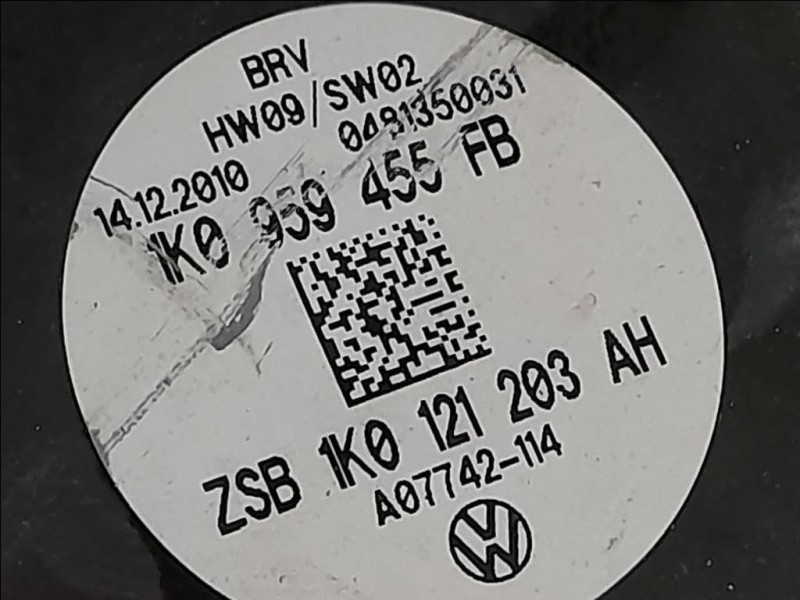 BRV
HW09/SW02
14.12.2010 0481350031
1K0 959 455 FB
ZSB 1K0 121 203 AH
A07742-114